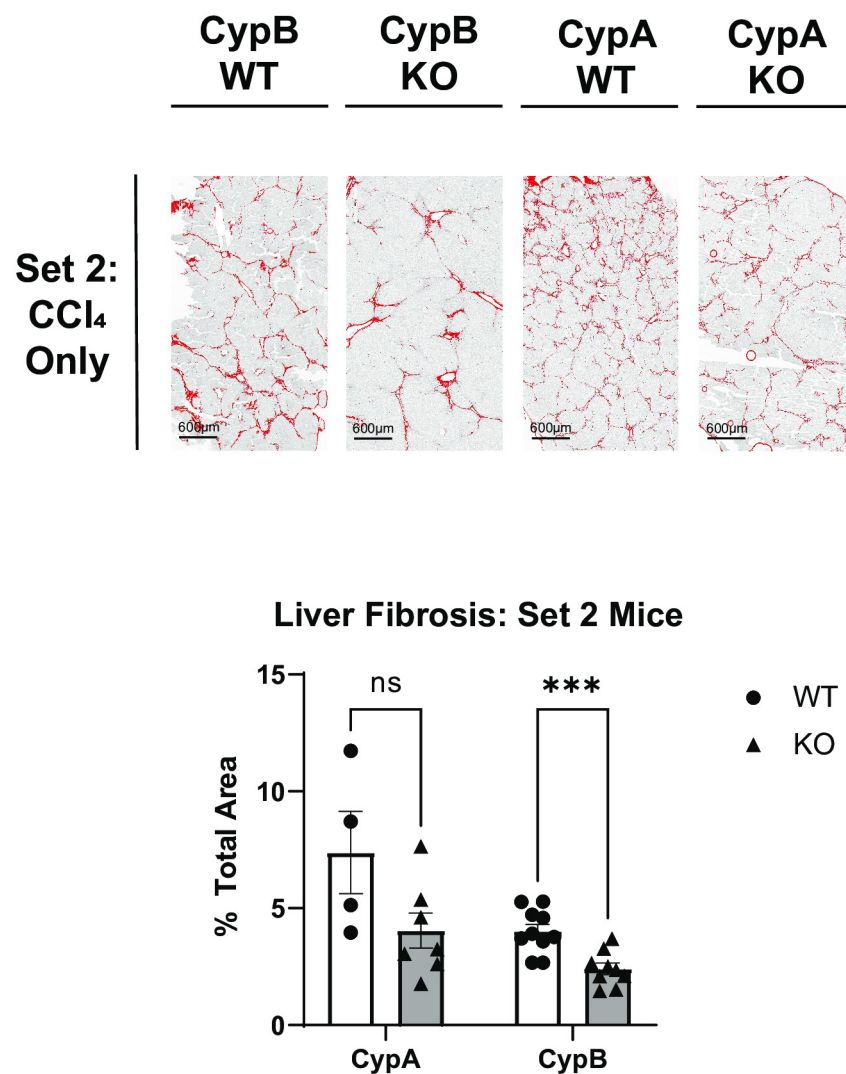 CypB WT
CypB KO
CypA WT
CypA KO
Set 2:
CCl₄
Only
600µm
600µm
600µm
600µm
Liver Fibrosis: Set 2 Mice
% Total Area
15
10
5
0
ns
***
WT
KO
CypA
CypB